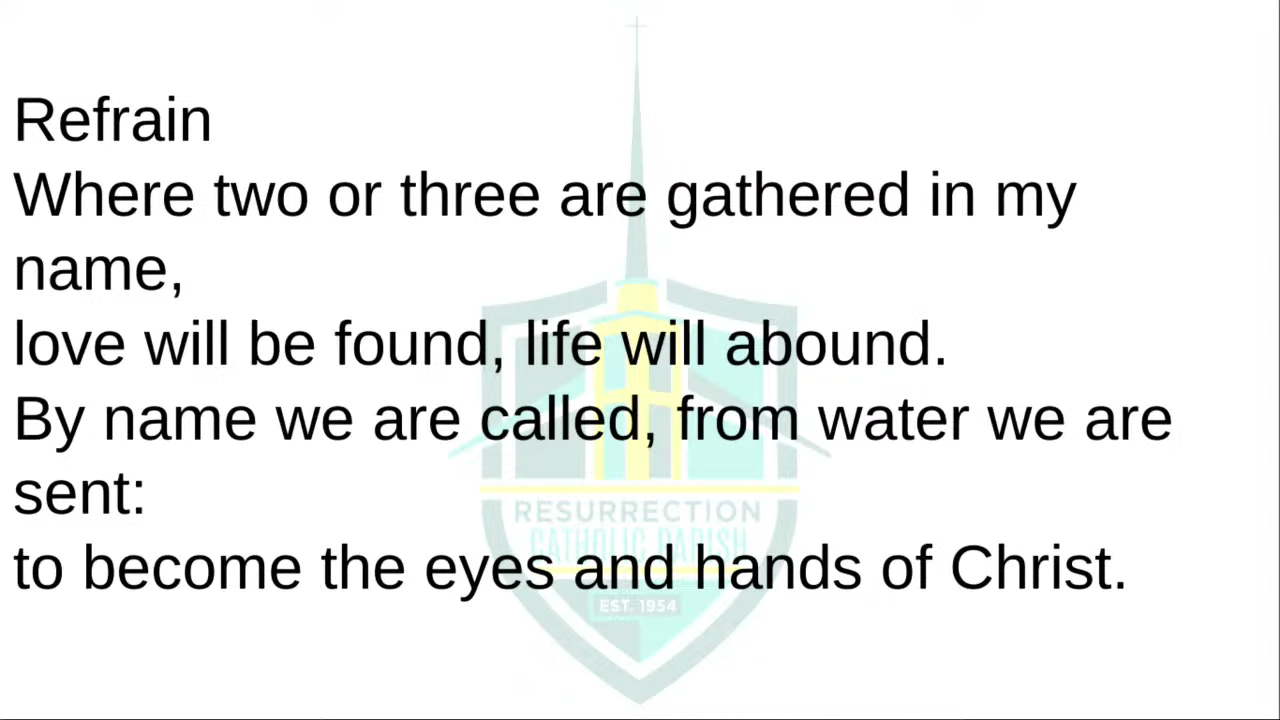 Refrain
Where two or three are gathered in my
name,
love will be found, life will abound.
By name we are called, from water we are
sent:
to become the eyes and hands of Christ.
RESURRECTION
CATHOLIC PARISH
EST. 1954